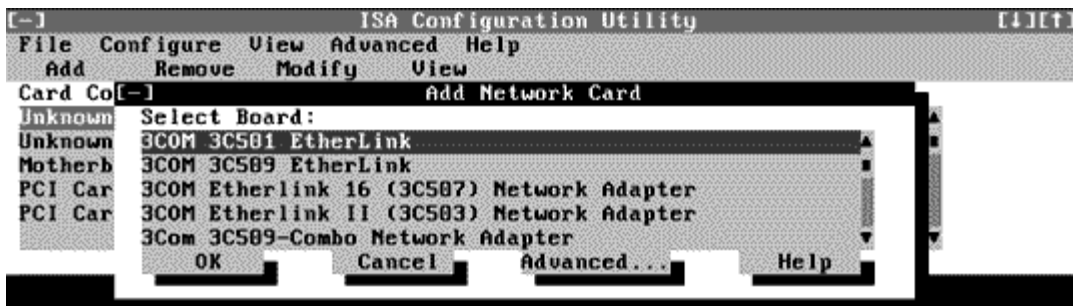 [-] ISA Configuration Utility [↓][↑]
File Configure View Advanced Help
Add Remove Modify View
Card Co
[-] Add Network Card
Unknown
Select Board:
Unknown
3COM 3C501 EtherLink
Motherb
3COM 3C509 EtherLink
PCI Car
3COM Etherlink 16 (3C507) Network Adapter
PCI Car
3COM Etherlink II (3C503) Network Adapter
3Com 3C509-Combo Network Adapter
OK Cancel Advanced... Help